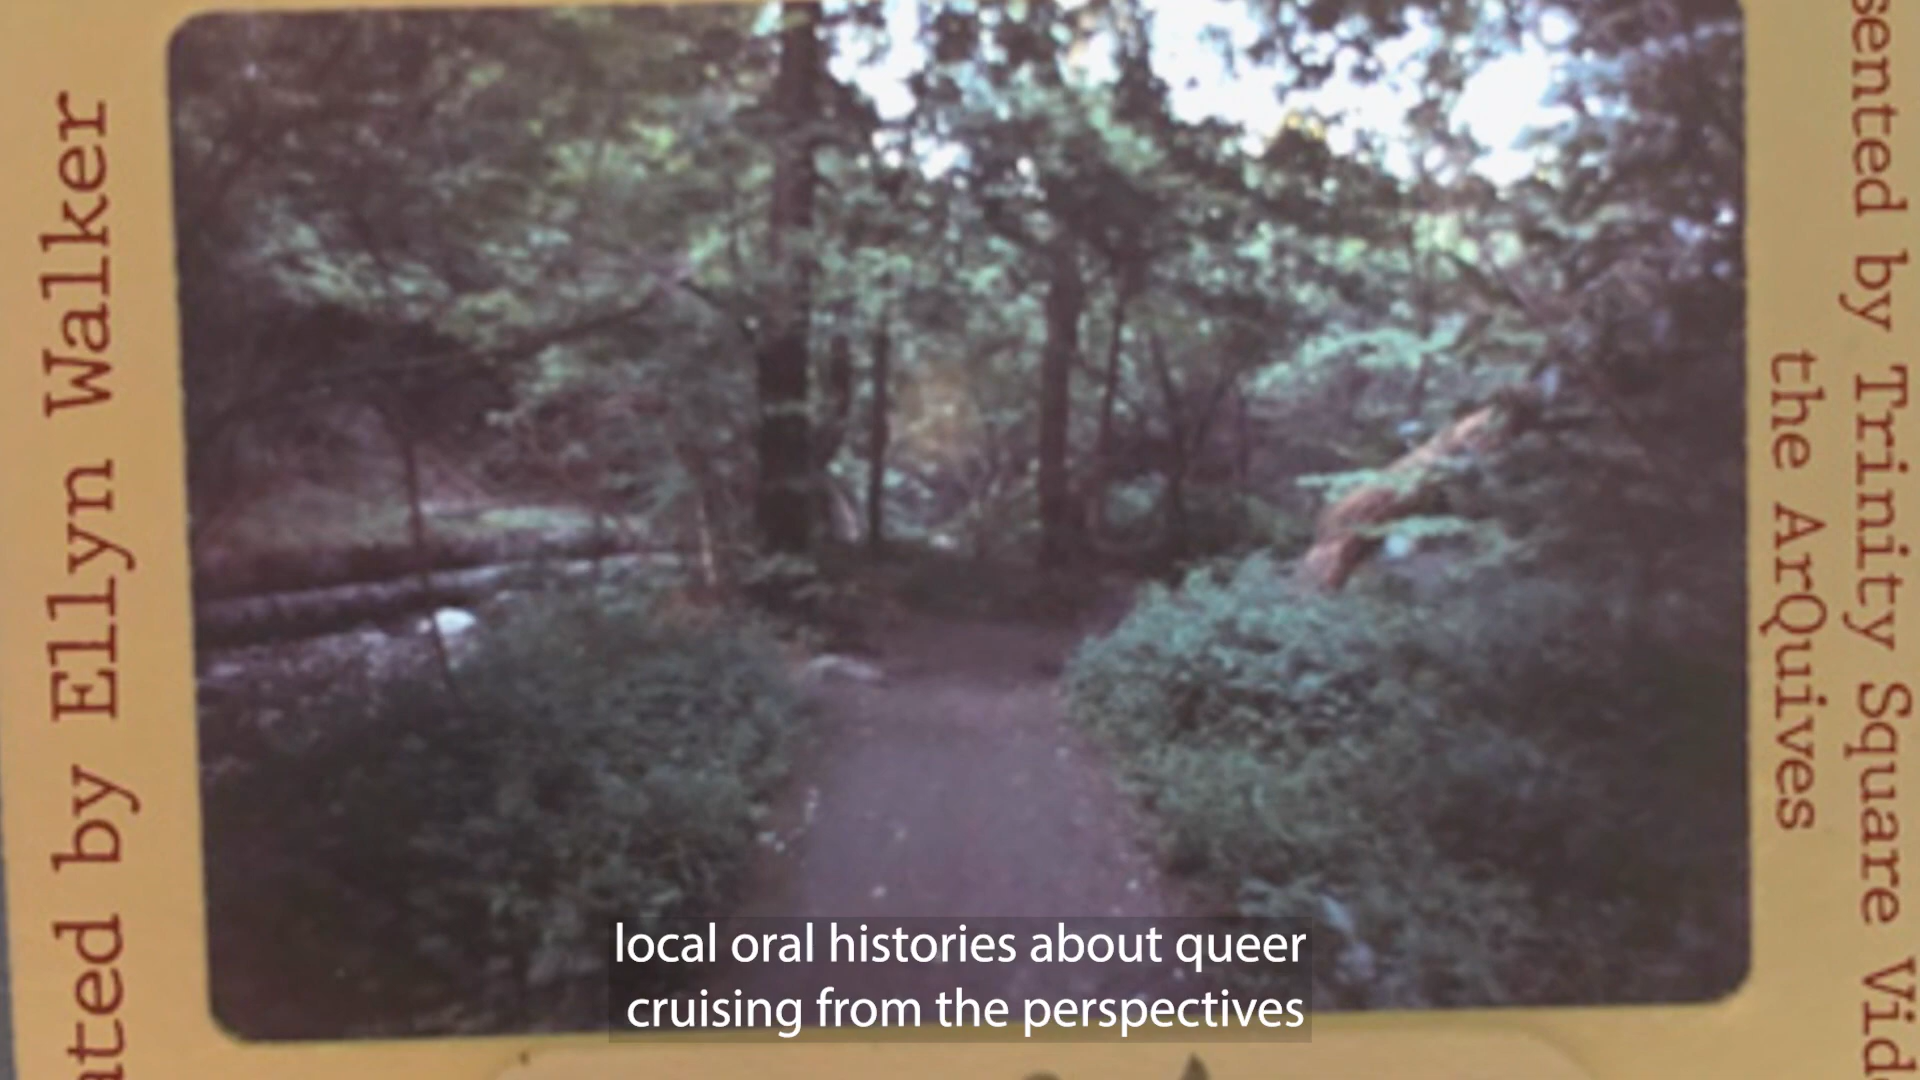 ated by Ellyn Walker
sented by Trinity Square Vid
the ArQuives
local oral histories about queer
cruising from the perspectives